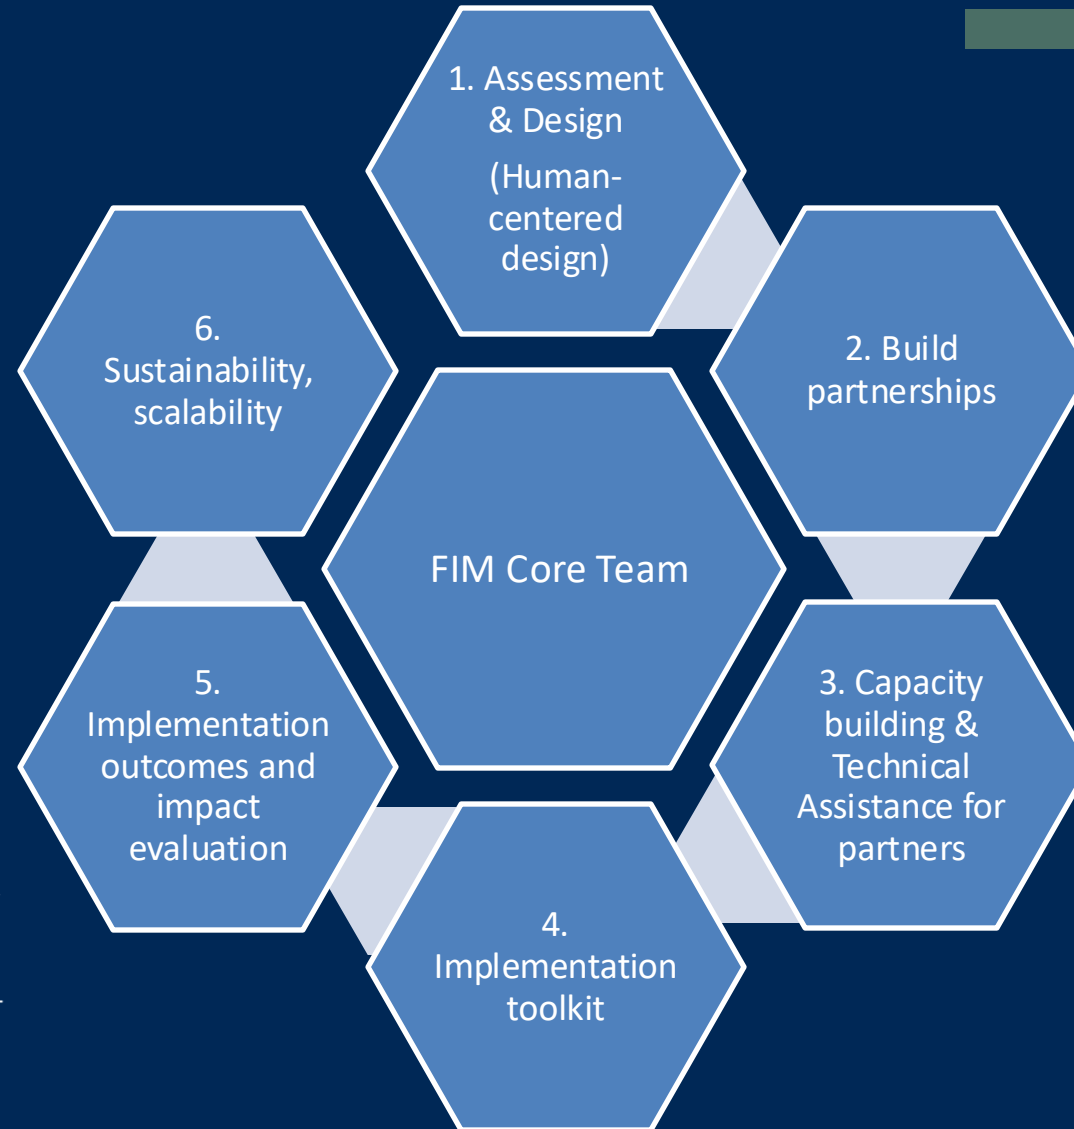 1. Assessment
& Design
(Human-
centered
design)
2. Build
partnerships
3. Capacity
building &
Technical
Assistance for
partners
4.
Implementation
toolkit
5.
Implementation
outcomes and
impact
evaluation
6.
Sustainability,
scalability
FIM Core Team